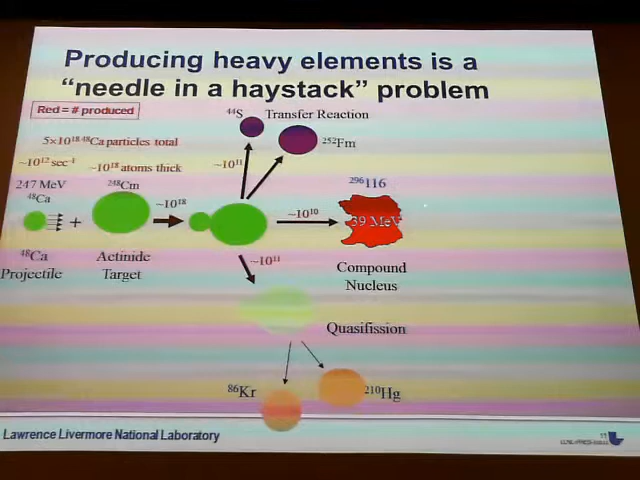 Producing heavy elements is a
"needle in a haystack" problem
Red = # produced
⁴⁴S Transfer Reaction
5×10¹⁸ ⁴⁸Ca particles total
²⁵²Fm
~10¹² sec⁻¹ ~10¹⁸ atoms thick
~10¹¹
247 MeV
²⁴⁸Cm
²⁹⁶116
⁴⁸Ca
~10¹⁸
~10¹⁰
39 MeV
+
⁴⁸Ca
Projectile
Actinide
Target
~10¹¹
Compound
Nucleus
Quasifission
⁸⁶Kr
²¹⁰Hg
Lawrence Livermore National Laboratory